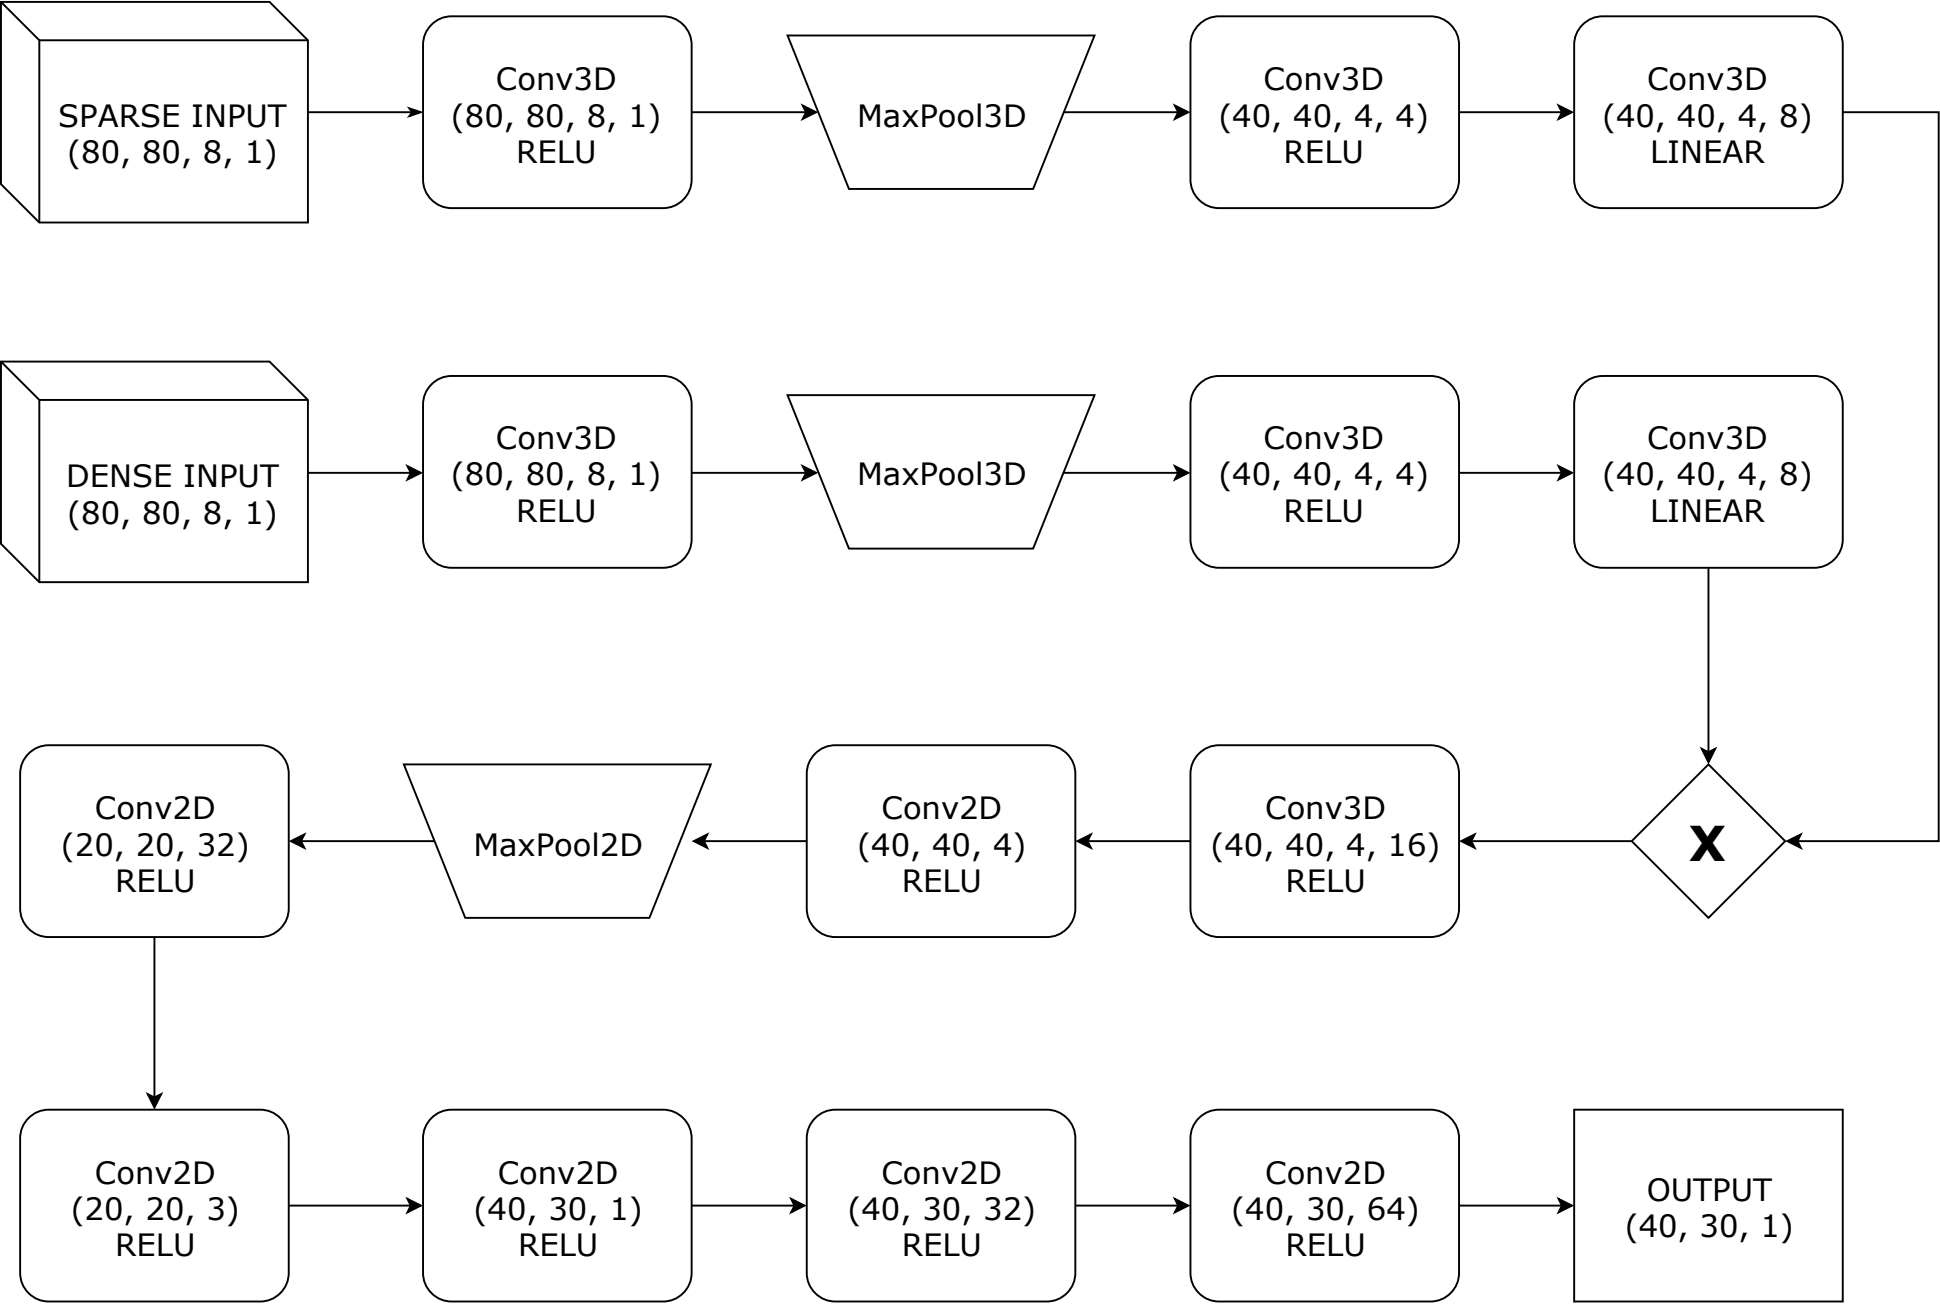 SPARSE INPUT
(80, 80, 8, 1)
Conv3D
(80, 80, 8, 1)
RELU
MaxPool3D
Conv3D
(40, 40, 4, 4)
RELU
Conv3D
(40, 40, 4, 8)
LINEAR
DENSE INPUT
(80, 80, 8, 1)
Conv3D
(80, 80, 8, 1)
RELU
MaxPool3D
Conv3D
(40, 40, 4, 4)
RELU
Conv3D
(40, 40, 4, 8)
LINEAR
X
Conv3D
(40, 40, 4, 16)
RELU
Conv2D
(40, 40, 4)
RELU
MaxPool2D
Conv2D
(20, 20, 32)
RELU
Conv2D
(20, 20, 3)
RELU
Conv2D
(40, 30, 1)
RELU
Conv2D
(40, 30, 32)
RELU
Conv2D
(40, 30, 64)
RELU
OUTPUT
(40, 30, 1)